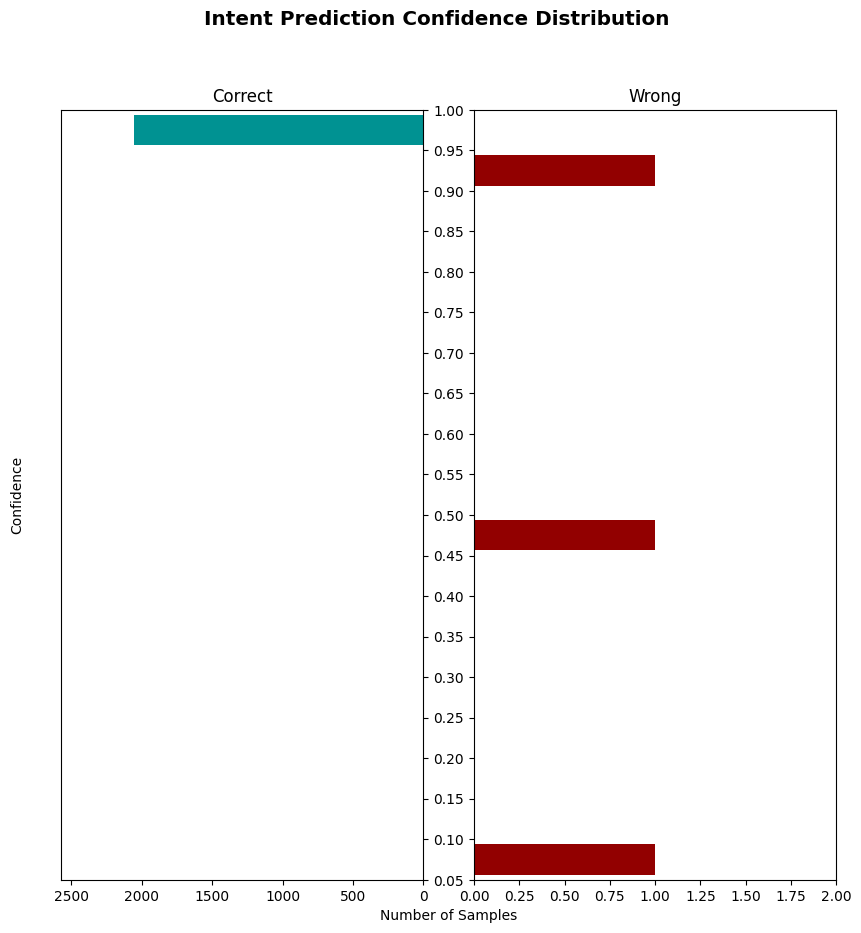 Intent Prediction Confidence Distribution
Correct
Wrong
1.00
0.95
0.90
0.85
0.80
0.75
0.70
0.65
0.60
0.55
0.50
0.45
0.40
0.35
0.30
0.25
0.20
0.15
0.10
0.05
Confidence
2500 2000 1500 1000 500 0
0.00 0.25 0.50 0.75 1.00 1.25 1.50 1.75 2.00
Number of Samples